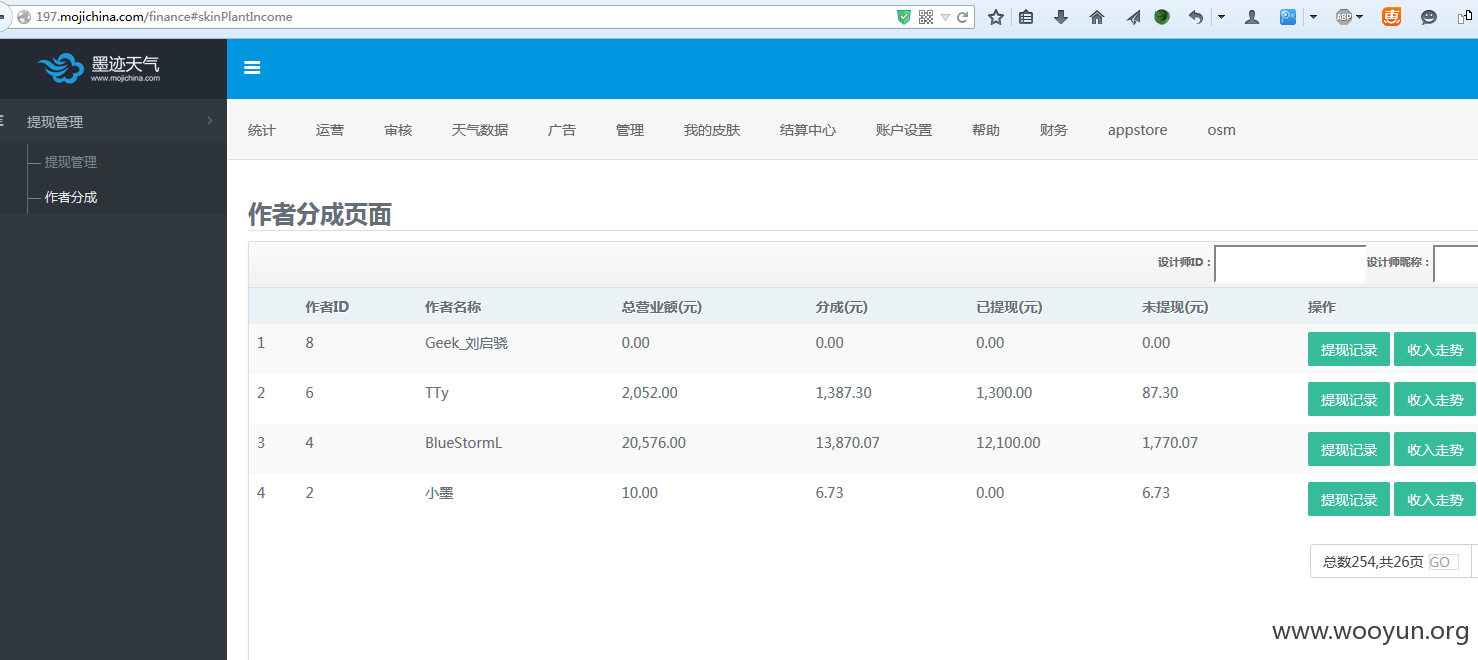 197.mojichina.com/finance#skinPlantIncome
ABP
惠
墨迹天气
www.mojichina.com
提现管理
提现管理
作者分成
统计 运营 审核 天气数据 广告 管理 我的皮肤 结算中心 账户设置 帮助 财务 appstore osm
作者分成页面
设计师ID： 设计师昵称：
作者ID 作者名称 总营业额(元) 分成(元) 已提现(元) 未提现(元) 操作
1 8 Geek_刘启骁 0.00 0.00 0.00 0.00 提现记录 收入走势
2 6 TTy 2,052.00 1,387.30 1,300.00 87.30 提现记录 收入走势
3 4 BlueStormL 20,576.00 13,870.07 12,100.00 1,770.07 提现记录 收入走势
4 2 小墨 10.00 6.73 0.00 6.73 提现记录 收入走势
总数254,共26页 GO
www.wooyun.org